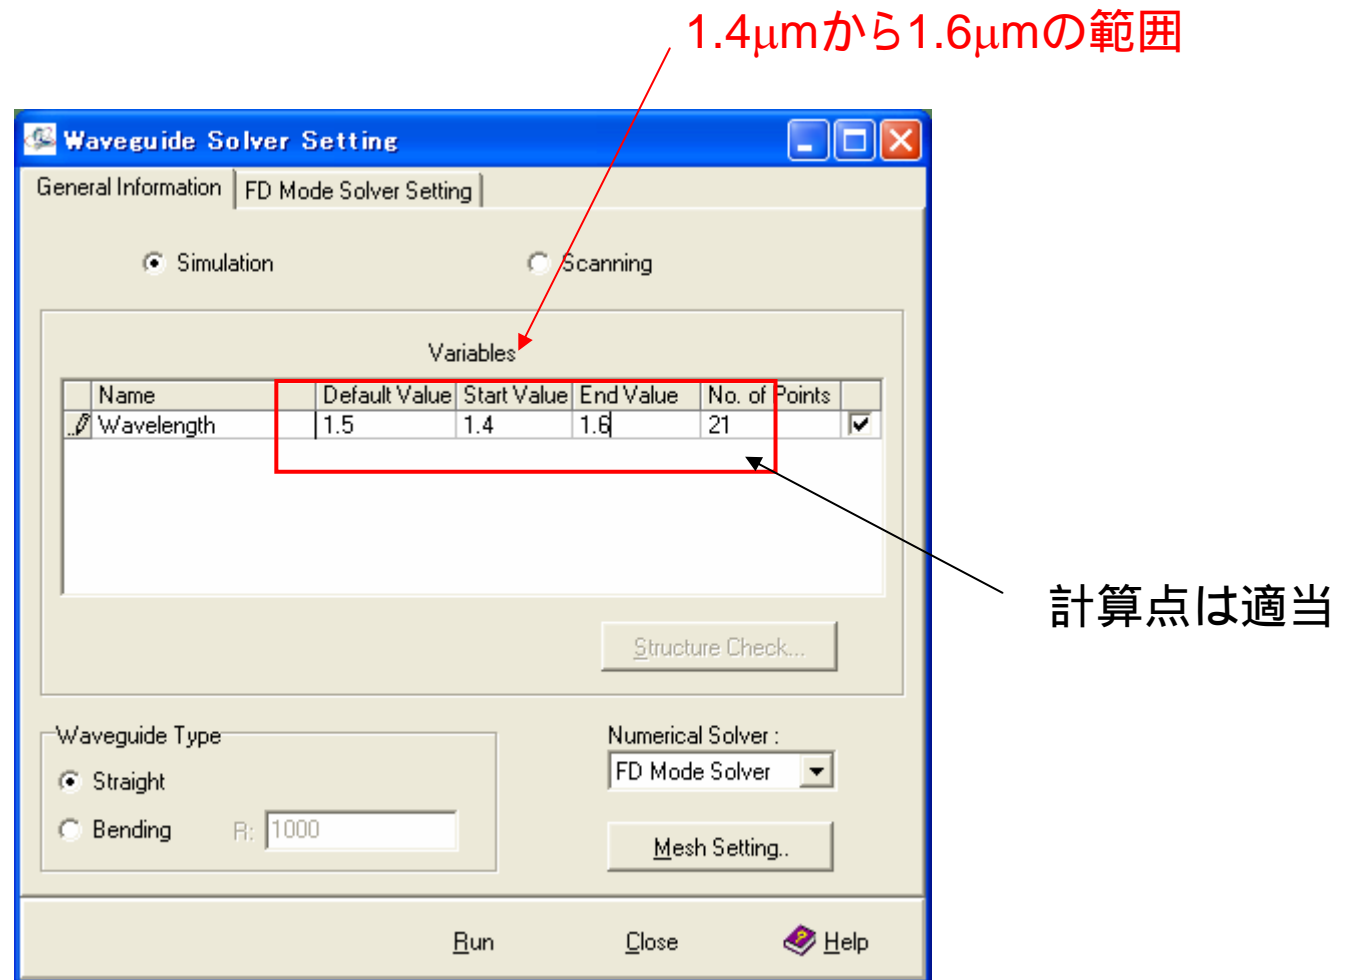 1.4μmから1.6μmの範囲
Waveguide Solver Setting
General Information FD Mode Solver Setting
Simulation Scanning
Variables
Name Default Value Start Value End Value No. of Points
Wavelength 1.5 1.4 1.6 21
計算点は適当
Structure Check...
Waveguide Type Numerical Solver :
Straight FD Mode Solver
Bending R: 1000
Mesh Setting..
Run Close Help